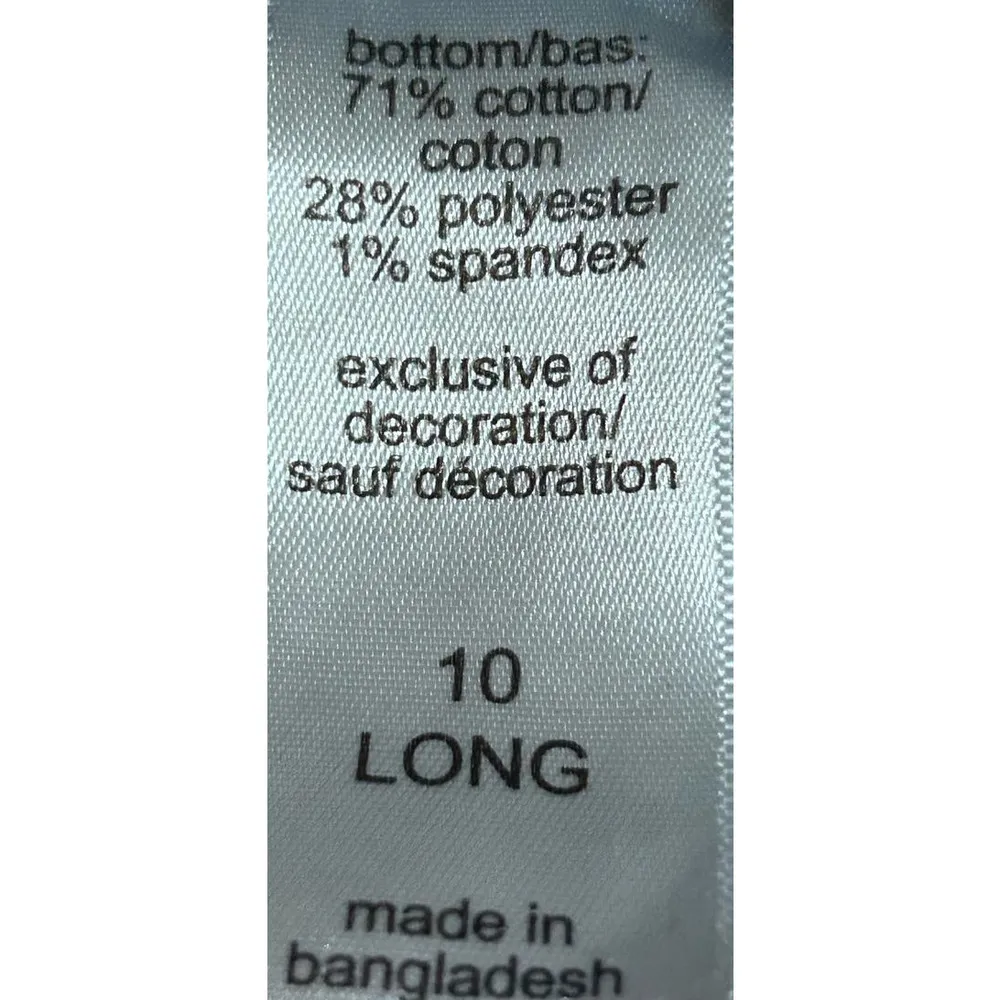 bottom/bas:
71% cotton/
coton
28% polyester
1% spandex
exclusive of
decoration/
sauf décoration
10
LONG
made in
bangladesh